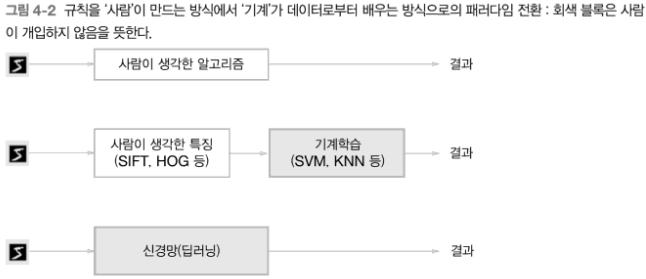 그림 4-2 규칙을 ‘사람’이 만드는 방식에서 ‘기계’가 데이터로부터 배우는 방식으로의 패러다임 전환 : 회색 블록은 사람
이 개입하지 않음을 뜻한다.
5 사람이 생각한 알고리즘 결과
사람이 생각한 특징
(SIFT, HOG 등)
기계학습
(SVM, KNN 등)
5 결과
5 신경망(딥러닝) 결과